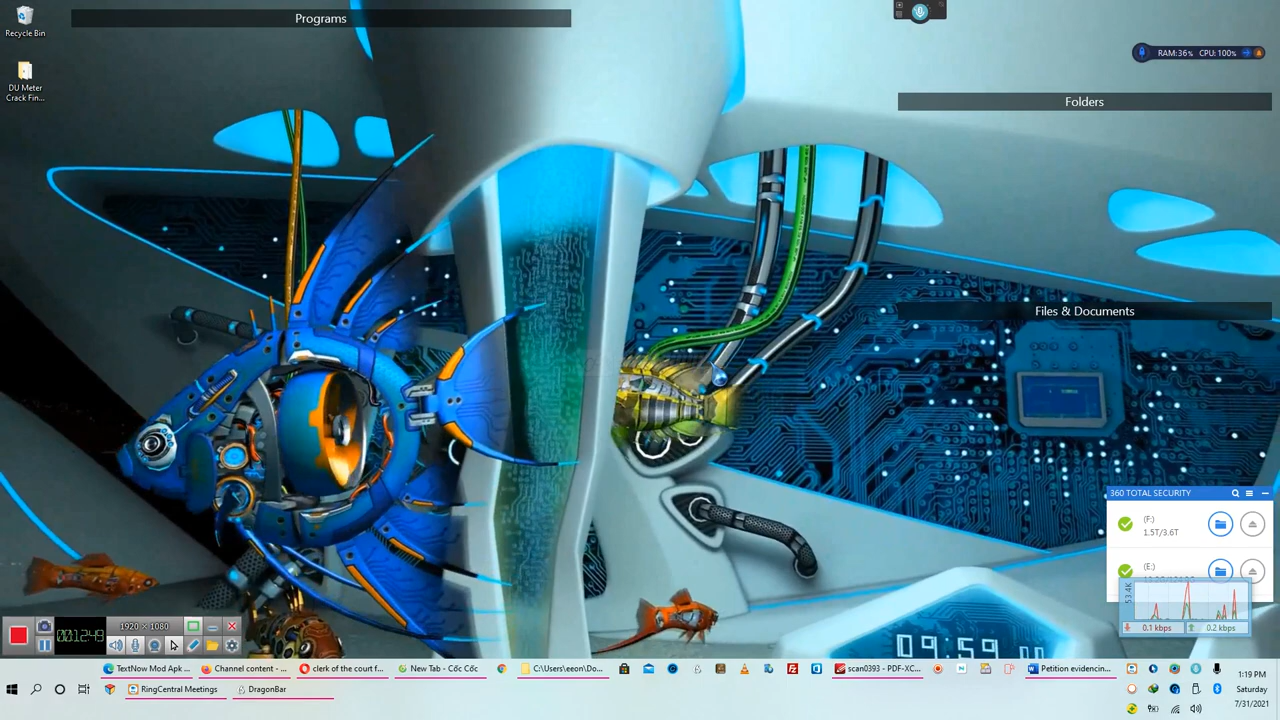 Programs
Recycle Bin
RAM:36% CPU:100%
DU Meter
Crack Fin...
Folders
Files & Documents
360 TOTAL SECURITY
(F:)
1.5T/3.6T
(E:)
53.4K
0.1 kbps 0.2 kbps
1920 × 1080
00:12:49
09:59
TextNow Mod Apk ...
Channel content - ...
clerk of the court f...
New Tab - Cốc Cốc
C:\Users\eeon\Do...
scan0393 - PDF-XC...
Petition evidencin...
RingCentral Meetings
DragonBar
1:19 PM
Saturday
7/31/2021